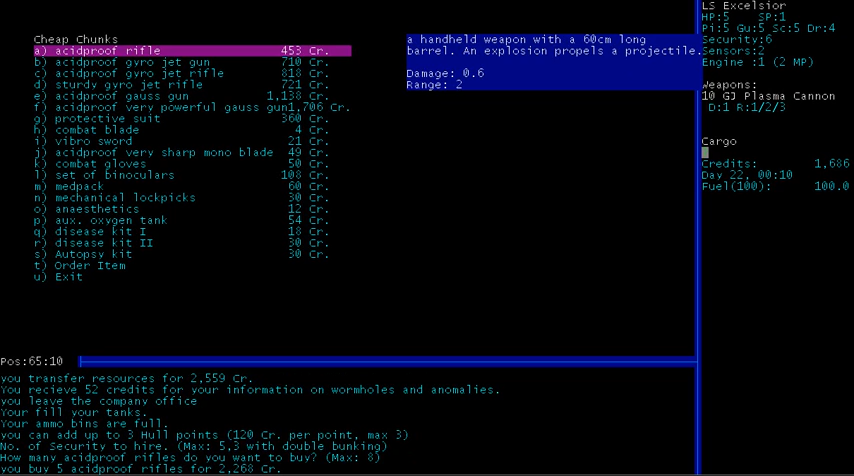 Cheap Chunks
a) acidproof rifle 453 Cr.
b) acidproof gyro jet gun 710 Cr.
c) acidproof gyro jet rifle 818 Cr.
d) sturdy gyro jet rifle 721 Cr.
e) acidproof gauss gun 1,138 Cr.
f) acidproof very powerful gauss gun1,706 Cr.
g) protective suit 360 Cr.
h) combat blade 4 Cr.
i) vibro sword 21 Cr.
j) acidproof very sharp mono blade 49 Cr.
k) combat gloves 50 Cr.
l) set of binoculars 108 Cr.
m) medpack 60 Cr.
n) mechanical lockpicks 30 Cr.
o) anaesthetics 12 Cr.
p) aux. oxygen tank 54 Cr.
q) disease kit I 18 Cr.
r) disease kit II 30 Cr.
s) Autopsy kit 30 Cr.
t) Order Item
u) Exit
a handheld weapon with a 60cm long
barrel. An explosion propels a projectile.
Damage: 0.6
Range: 2
LS Excelsior
HP:5 SP:1
Pi:5 Gu:5 Sc:5 Dr:4
Security:6
Sensors:2
Engine :1 (2 MP)
Weapons:
10 GJ Plasma Cannon
D:1 R:1/2/3
Cargo
Credits: 1,686
Day 22, 00:10
Fuel(100): 100.0
Pos:65:10
you transfer resources for 2,559 Cr.
You recieve 52 credits for your information on wormholes and anomalies.
you leave the company office
Your fill your tanks.
Your ammo bins are full.
you can add up to 3 Hull points (120 Cr. per point, max 3)
No. of Security to hire. (Max: 5,3 with double bunking)
How many acidproof rifles do you want to buy? (Max: 8)
you buy 5 acidproof rifles for 2,268 Cr.